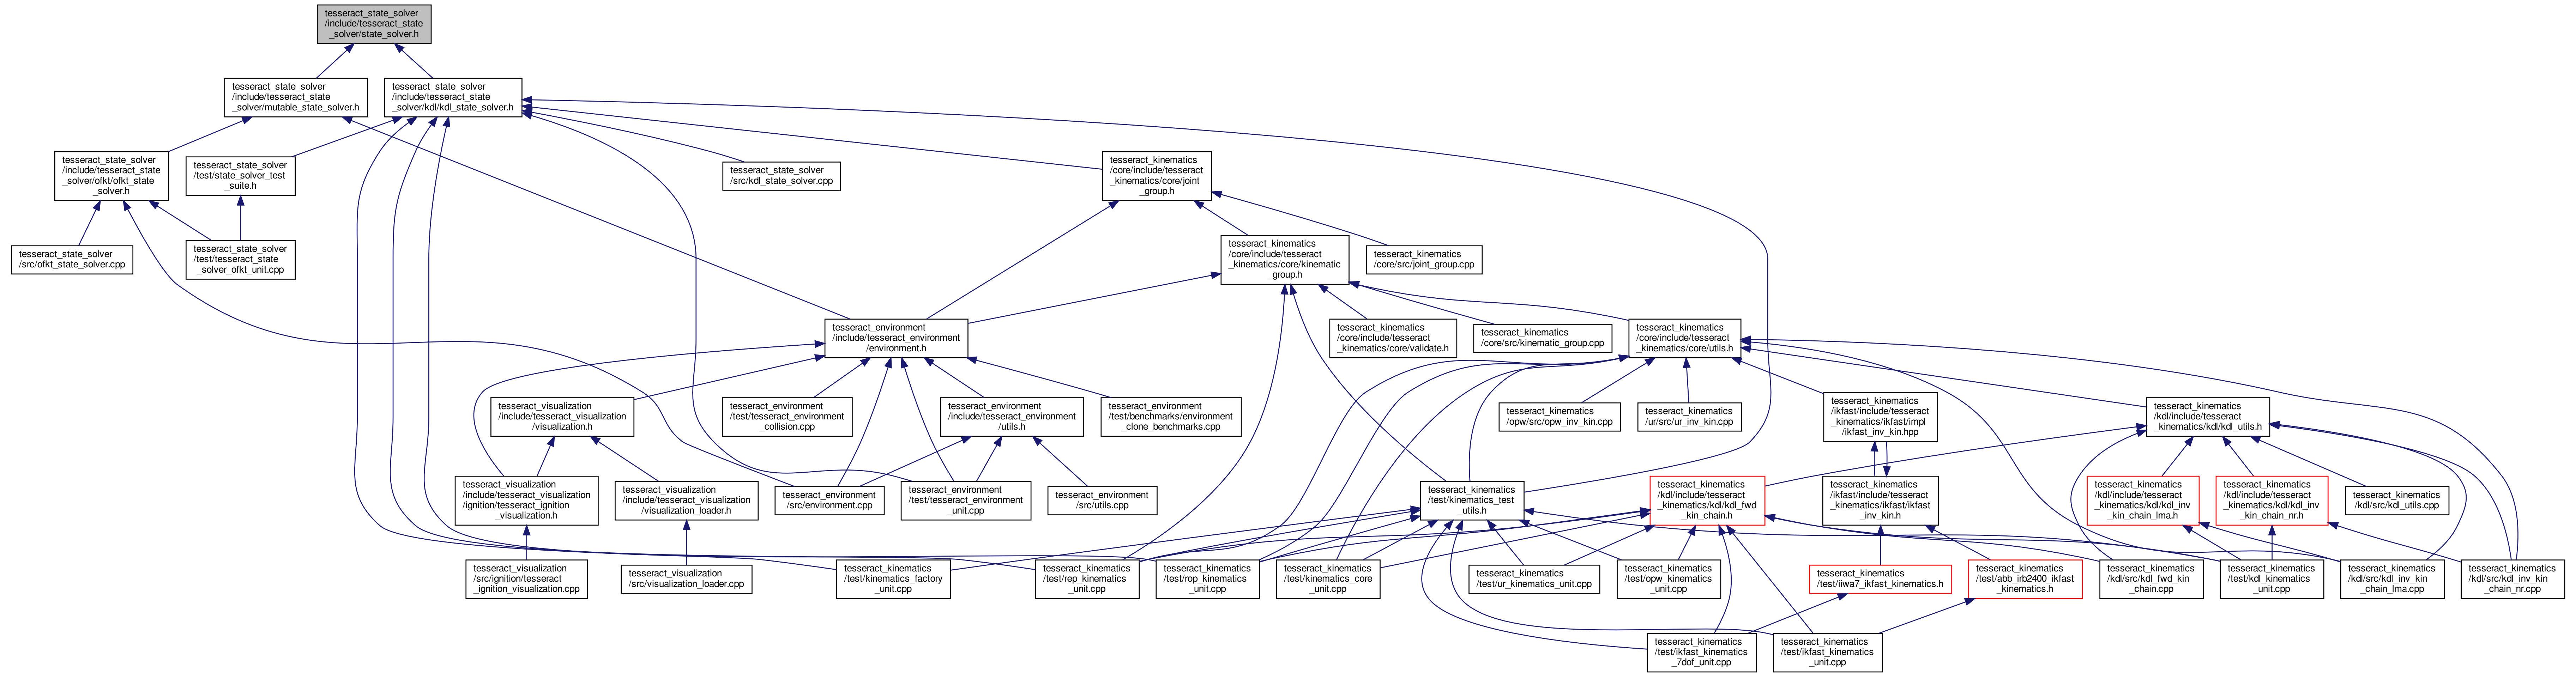 tesseract_state_solver
/include/tesseract_state
_solver/state_solver.h
tesseract_state_solver
/include/tesseract_state
_solver/mutable_state_solver.h
tesseract_state_solver
/include/tesseract_state
_solver/kdl/kdl_state_solver.h
tesseract_state_solver
/include/tesseract_state
_solver/ofkt/ofkt_state
_solver.h
tesseract_state_solver
/test/state_solver_test
_suite.h
tesseract_state_solver
/src/kdl_state_solver.cpp
tesseract_kinematics
/core/include/tesseract
_kinematics/core/joint
_group.h
tesseract_state_solver
/src/ofkt_state_solver.cpp
tesseract_state_solver
/test/tesseract_state
_solver_ofkt_unit.cpp
tesseract_kinematics
/core/include/tesseract
_kinematics/core/kinematic
_group.h
tesseract_kinematics
/core/src/joint_group.cpp
tesseract_environment
/include/tesseract_environment
/environment.h
tesseract_kinematics
/core/include/tesseract
_kinematics/core/validate.h
tesseract_kinematics
/core/src/kinematic_group.cpp
tesseract_kinematics
/core/include/tesseract
_kinematics/core/utils.h
tesseract_visualization
/include/tesseract_visualization
/visualization.h
tesseract_environment
/test/tesseract_environment
_collision.cpp
tesseract_environment
/include/tesseract_environment
/utils.h
tesseract_environment
/test/benchmarks/environment
_clone_benchmarks.cpp
tesseract_kinematics
/opw/src/opw_inv_kin.cpp
tesseract_kinematics
/ur/src/ur_inv_kin.cpp
tesseract_kinematics
/ikfast/include/tesseract
_kinematics/ikfast/impl
/ikfast_inv_kin.hpp
tesseract_kinematics
/kdl/include/tesseract
_kinematics/kdl/kdl_utils.h
tesseract_visualization
/include/tesseract_visualization
/ignition/tesseract_ignition
_visualization.h
tesseract_visualization
/include/tesseract_visualization
/visualization_loader.h
tesseract_environment
/src/environment.cpp
tesseract_environment
/test/tesseract_environment
_unit.cpp
tesseract_environment
/src/utils.cpp
tesseract_kinematics
/test/kinematics_test
_utils.h
tesseract_kinematics
/kdl/include/tesseract
_kinematics/kdl/kdl_fwd
_kin_chain.h
tesseract_kinematics
/ikfast/include/tesseract
_kinematics/ikfast/ikfast
_inv_kin.h
tesseract_kinematics
/kdl/include/tesseract
_kinematics/kdl/kdl_inv
_kin_chain_lma.h
tesseract_kinematics
/kdl/include/tesseract
_kinematics/kdl/kdl_inv
_kin_chain_nr.h
tesseract_kinematics
/kdl/src/kdl_utils.cpp
tesseract_visualization
/src/ignition/tesseract
_ignition_visualization.cpp
tesseract_visualization
/src/visualization_loader.cpp
tesseract_kinematics
/test/kinematics_factory
_unit.cpp
tesseract_kinematics
/test/rep_kinematics
_unit.cpp
tesseract_kinematics
/test/rop_kinematics
_unit.cpp
tesseract_kinematics
/test/kinematics_core
_unit.cpp
tesseract_kinematics
/test/ur_kinematics_unit.cpp
tesseract_kinematics
/test/opw_kinematics
_unit.cpp
tesseract_kinematics
/test/iiwa7_ikfast_kinematics.h
tesseract_kinematics
/test/abb_irb2400_ikfast
_kinematics.h
tesseract_kinematics
/kdl/src/kdl_fwd_kin
_chain.cpp
tesseract_kinematics
/test/kdl_kinematics
_unit.cpp
tesseract_kinematics
/kdl/src/kdl_inv_kin
_chain_lma.cpp
tesseract_kinematics
/kdl/src/kdl_inv_kin
_chain_nr.cpp
tesseract_kinematics
/test/ikfast_kinematics
_7dof_unit.cpp
tesseract_kinematics
/test/ikfast_kinematics
_unit.cpp